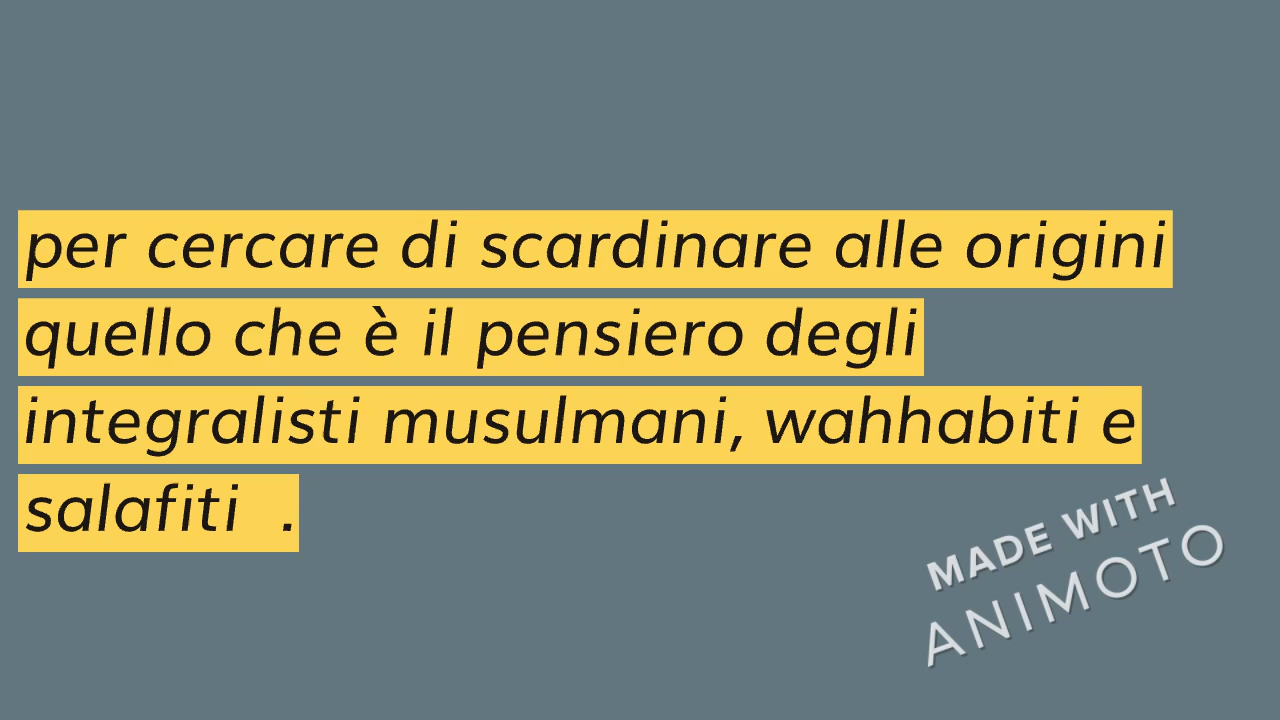 per cercare di scardinare alle origini
quello che è il pensiero degli
integralisti musulmani, wahhabiti e
salafiti  .
MADE WITH
ANIMOTO